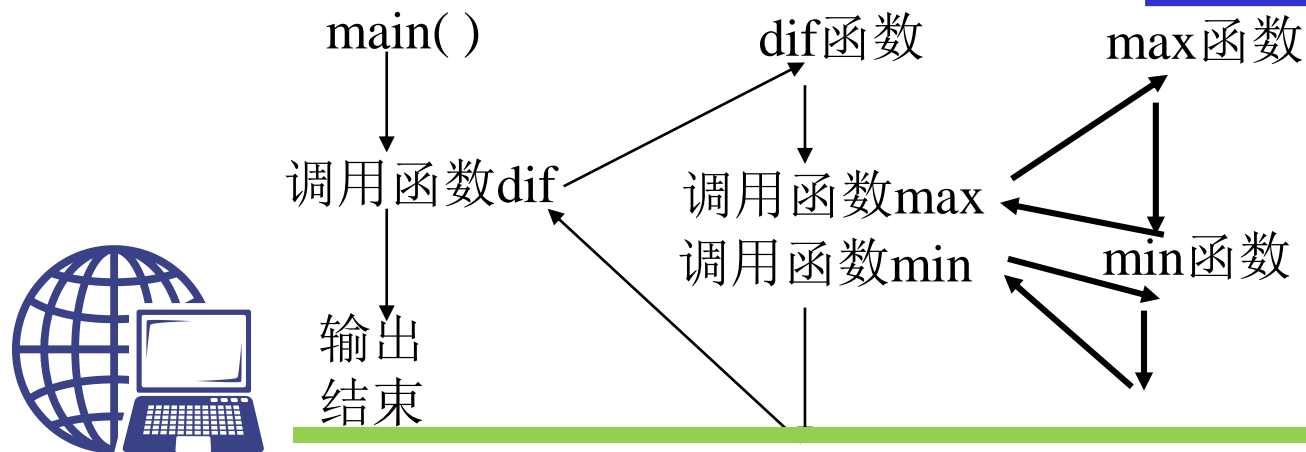 main( )
dif函数
max函数
调用函数dif
调用函数max
调用函数min
min函数
输出
结束